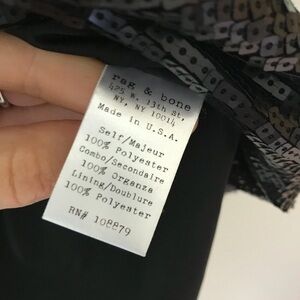 rag & bone
425 W. 13th St,
NY, NY 10014
Made in U.S.A.
Self/Majeur
100% Polyester
Combo/Secondaire
100% Organza
Lining/Doublure
100% Polyester
RN# 108879